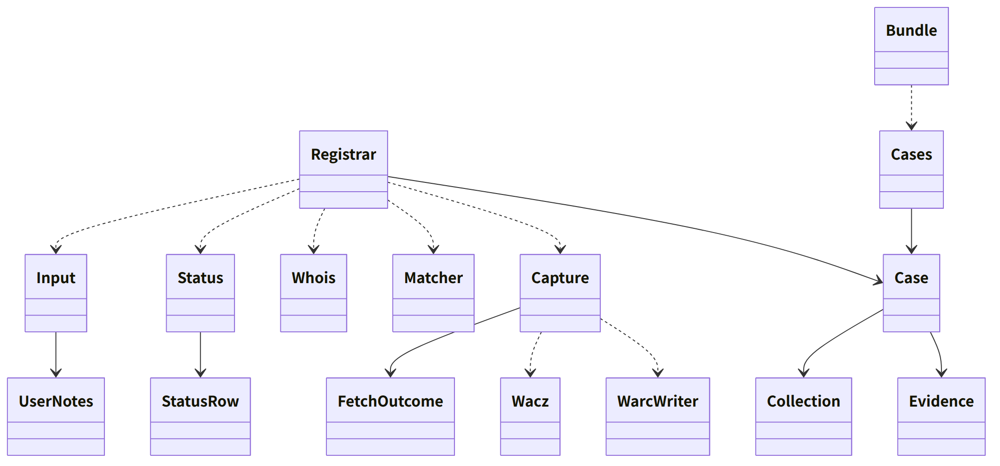 Bundle
Registrar
Cases
Input
Status
Whois
Matcher
Capture
Case
UserNotes
StatusRow
FetchOutcome
Wacz
WarcWriter
Collection
Evidence